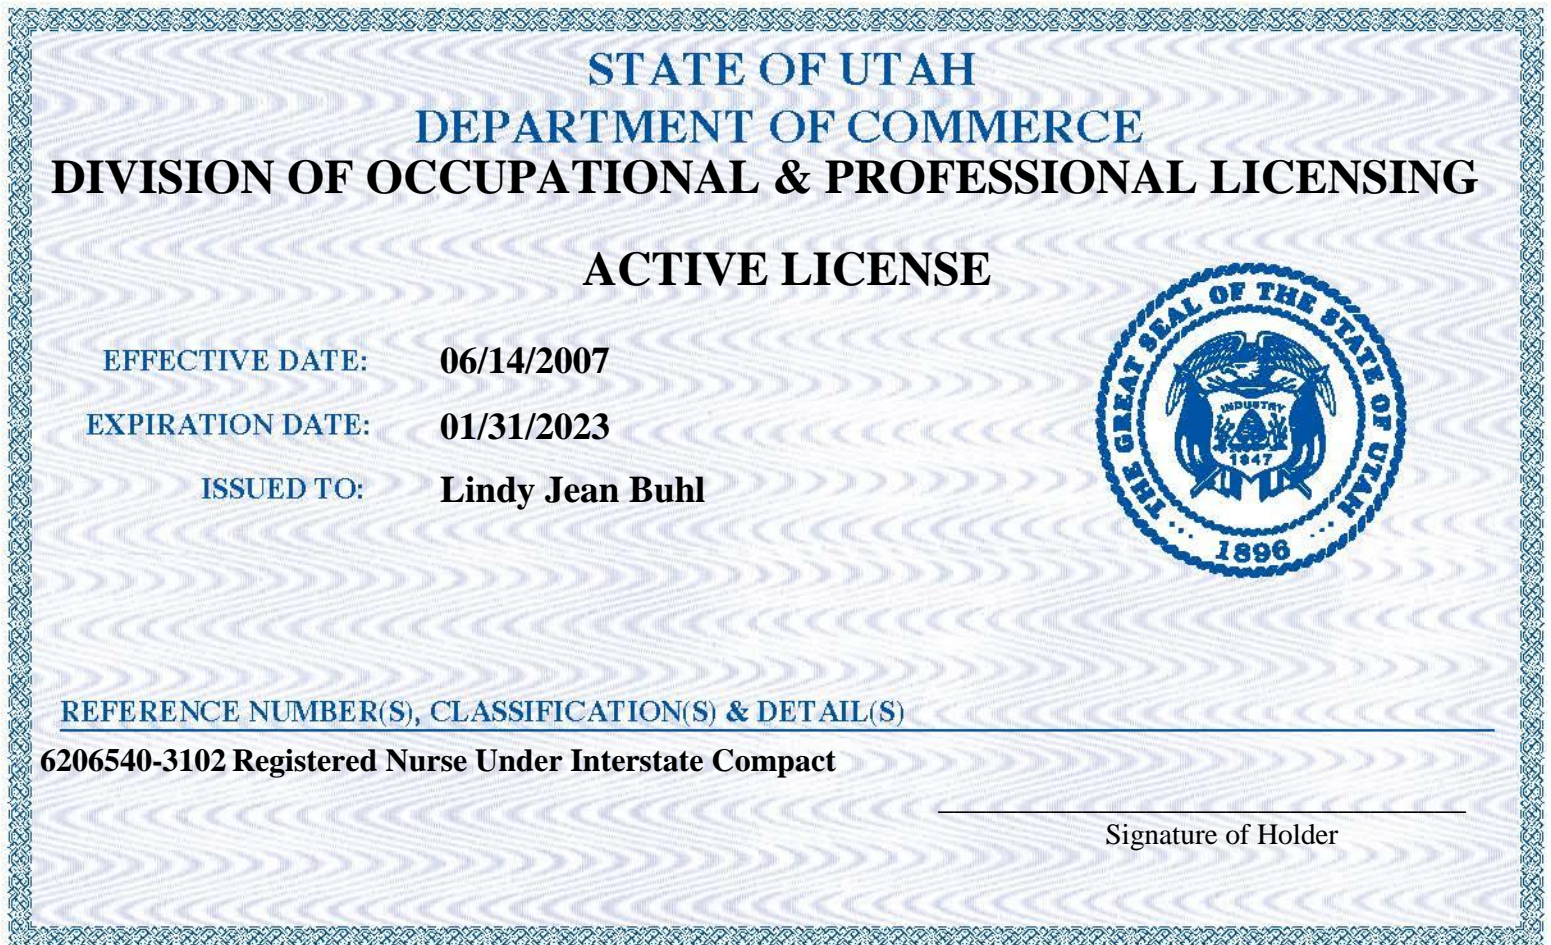 STATE OF UTAH
DEPARTMENT OF COMMERCE
DIVISION OF OCCUPATIONAL & PROFESSIONAL LICENSING
ACTIVE LICENSE
EFFECTIVE DATE: 06/14/2007
EXPIRATION DATE: 01/31/2023
ISSUED TO: Lindy Jean Buhl
THE GREAT SEAL OF THE STATE OF UTAH
INDUSTRY
1847
1896
REFERENCE NUMBER(S), CLASSIFICATION(S) & DETAIL(S)
6206540-3102 Registered Nurse Under Interstate Compact
Signature of Holder